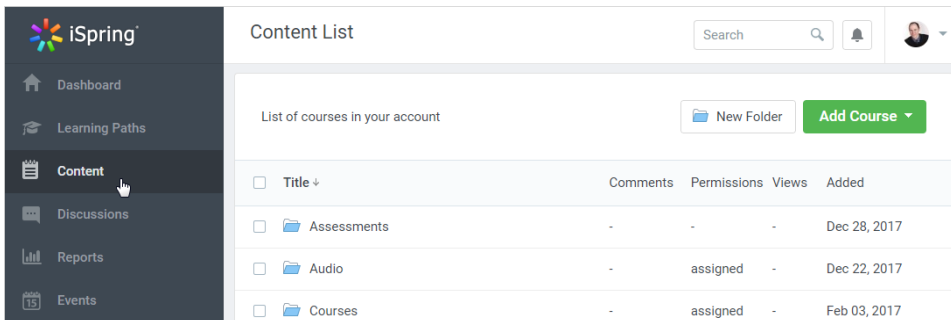 iSpring
Content List
Search
Dashboard
Learning Paths
Content
Discussions
Reports
15
Events
List of courses in your account
New Folder
Add Course
Title Comments Permissions Views Added
Assessments - - - Dec 28, 2017
Audio - assigned - Dec 22, 2017
Courses - assigned - Feb 03, 2017